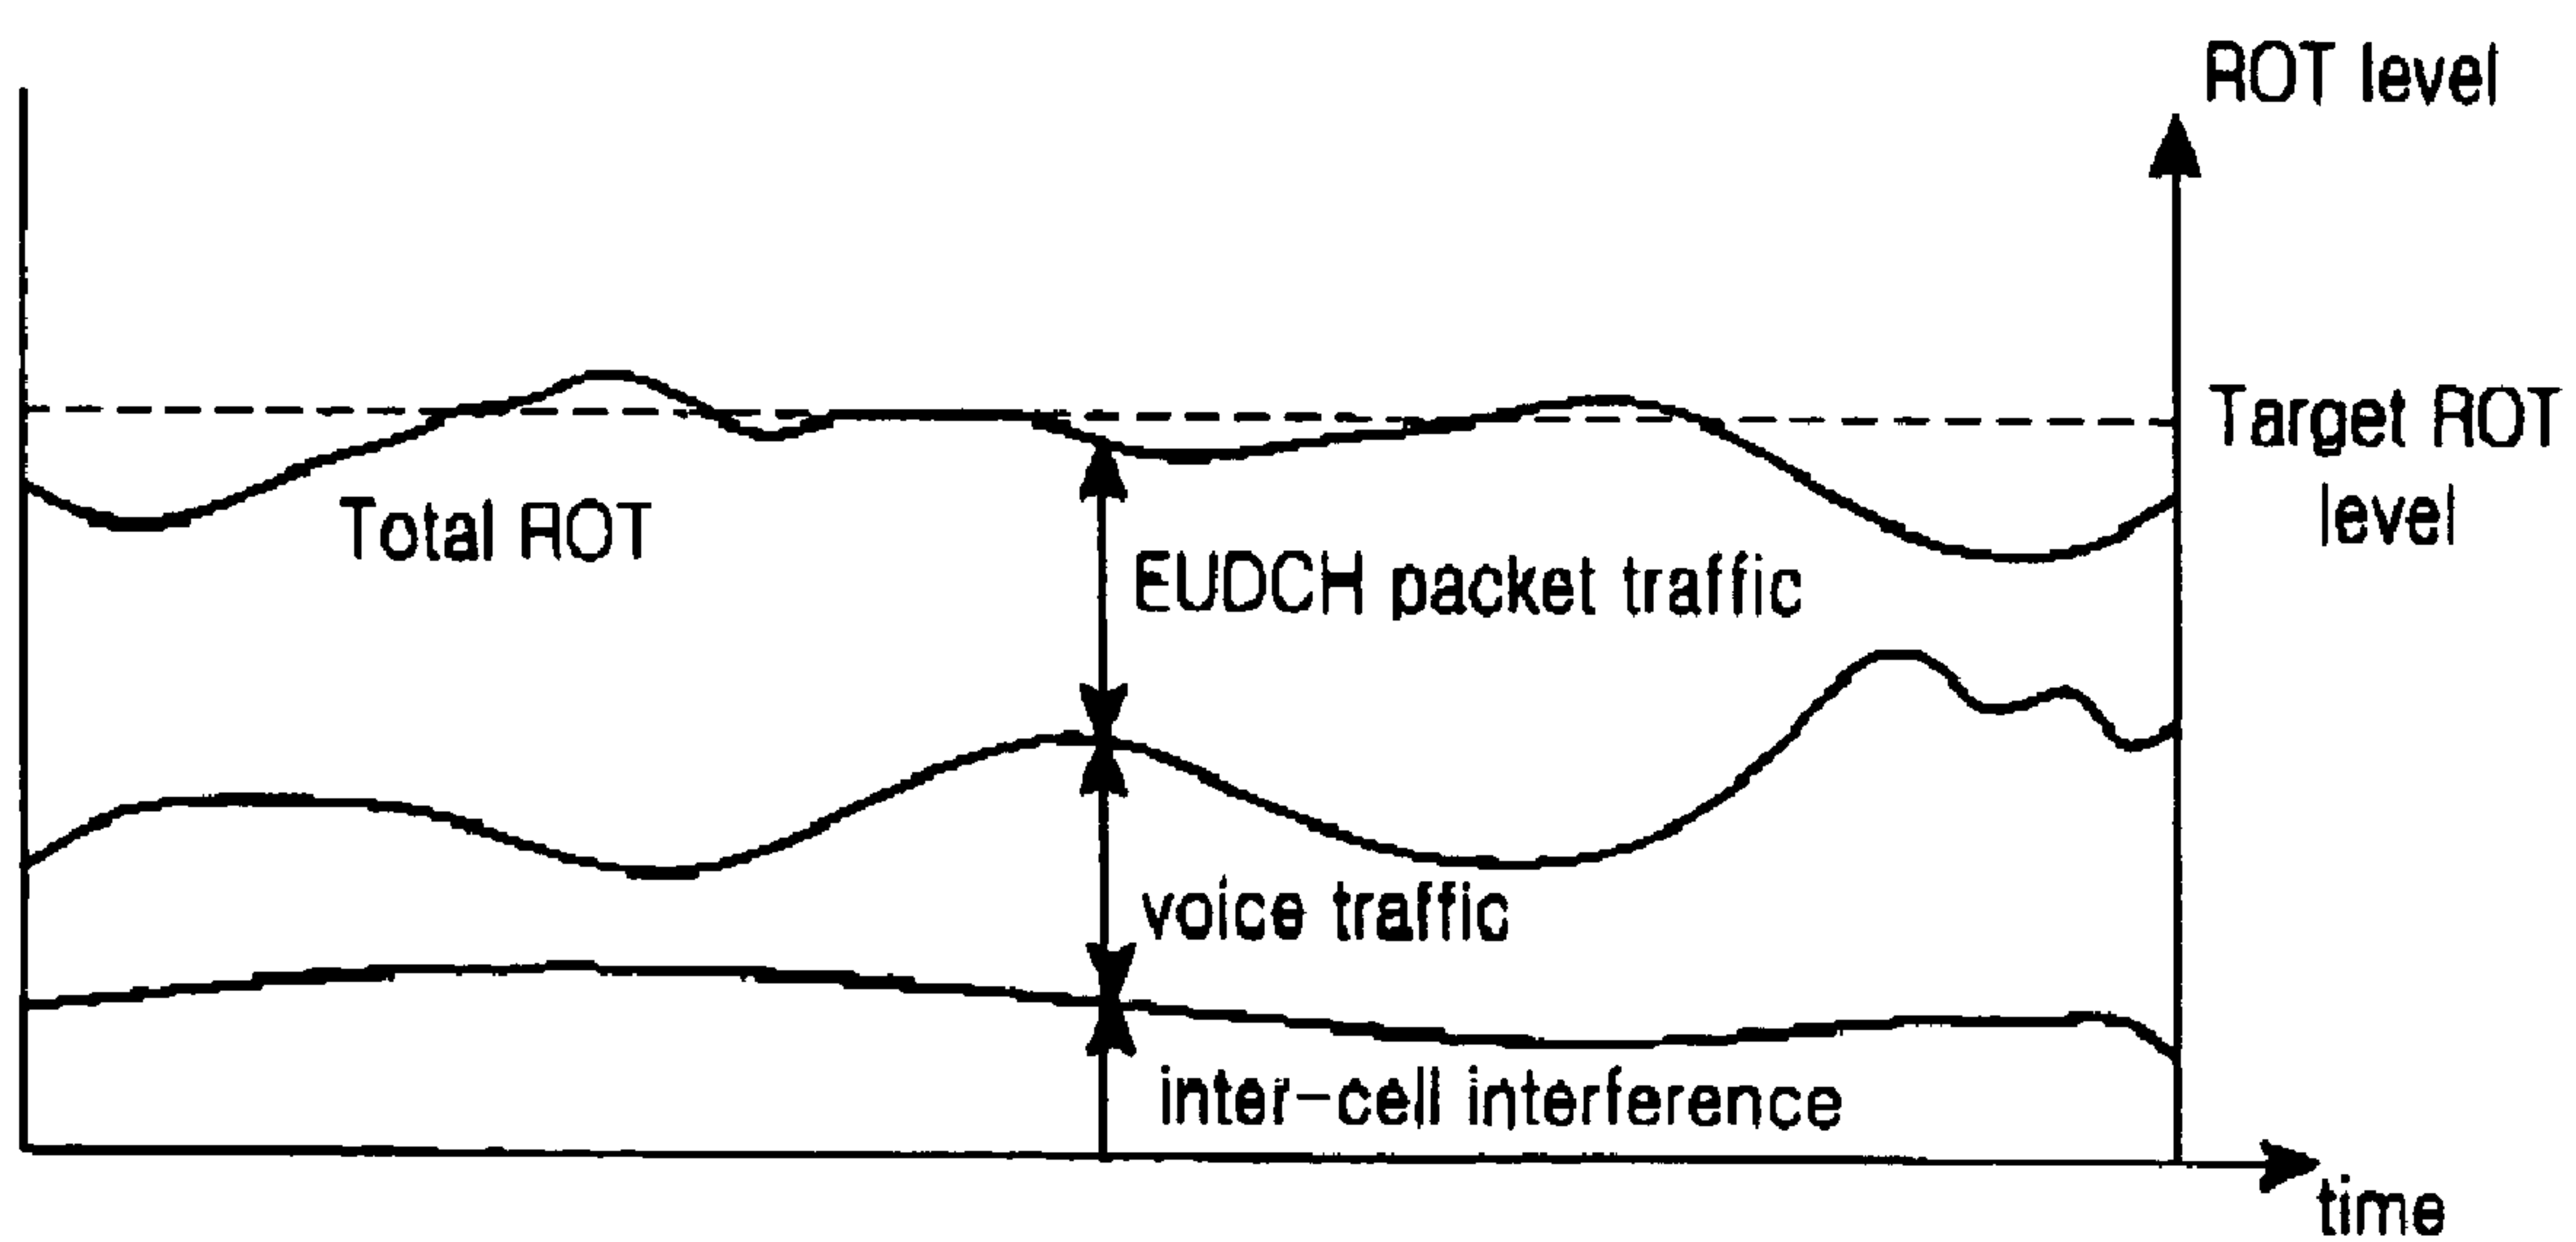 ROT level
Target ROT
level
Total ROT
EUDCH packet traffic
voice traffic
inter-cell interference
time